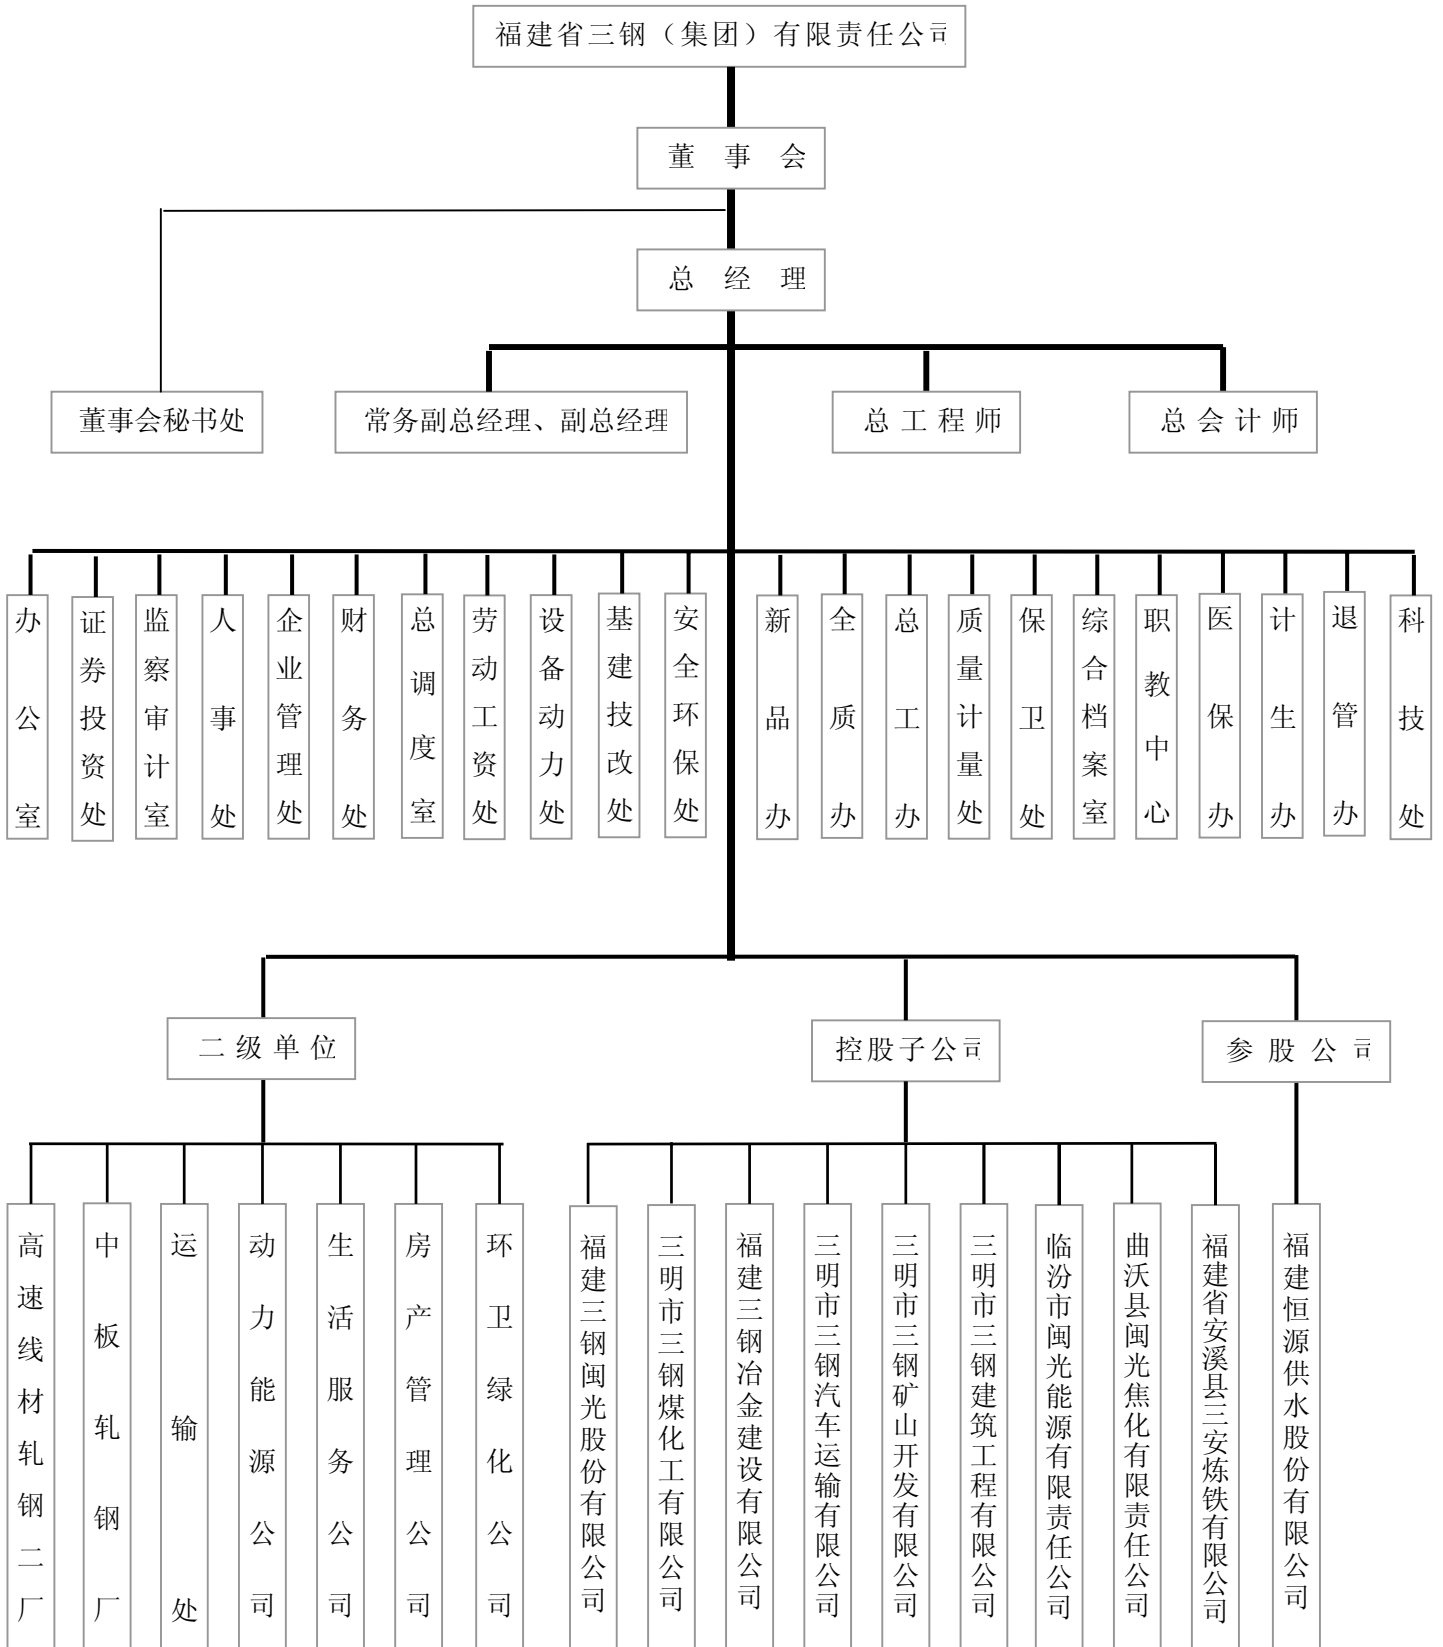 福建省三钢（集团）有限责任公司
董事会
总经理
董事会秘书处
常务副总经理、副总经理
总工程师
总会计师
办公室
证券投资处
监察审计室
人事处
企业管理处
财务处
总调度室
劳动工资处
设备动力处
基建技改处
安全环保处
新品办
全质办
总工办
质量计量处
保卫处
综合档案室
职教中心
医保办
计生办
退管办
科技处
二级单位
控股子公司
参股公司
高速线材轧钢二厂
中板轧钢厂
运输处
动力能源公司
生活服务公司
房产管理公司
环卫绿化公司
福建三钢闽光股份有限公司
三明市三钢煤化工有限公司
福建三钢冶金建设有限公司
三明市三钢汽车运输有限公司
三明市三钢矿山开发有限公司
三明市三钢建筑工程有限公司
临汾市闽光能源有限责任公司
曲沃县闽光焦化有限责任公司
福建省安溪县三安炼铁有限公司
福建恒源供水股份有限公司